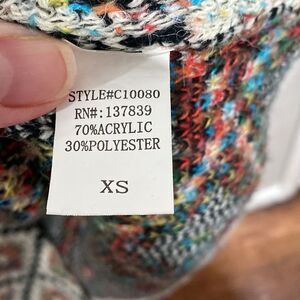 STYLE#C10080
RN#:137839
70%ACRYLIC
30%POLYESTER
XS